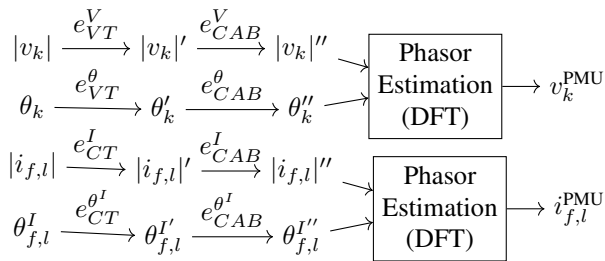 |v_k| e^V_{VT} |v_k|′ e^V_{CAB} |v_k|″
θ_k e^θ_{VT} θ′_k e^θ_{CAB} θ″_k
Phasor
Estimation
(DFT)
v_k^{PMU}
|i_{f,l}| e^I_{CT} |i_{f,l}|′ e^I_{CAB} |i_{f,l}|″
θ^I_{f,l} e^{θ^I}_{CT} θ^{I′}_{f,l} e^{θ^I}_{CAB} θ^{I″}_{f,l}
Phasor
Estimation
(DFT)
i_{f,l}^{PMU}